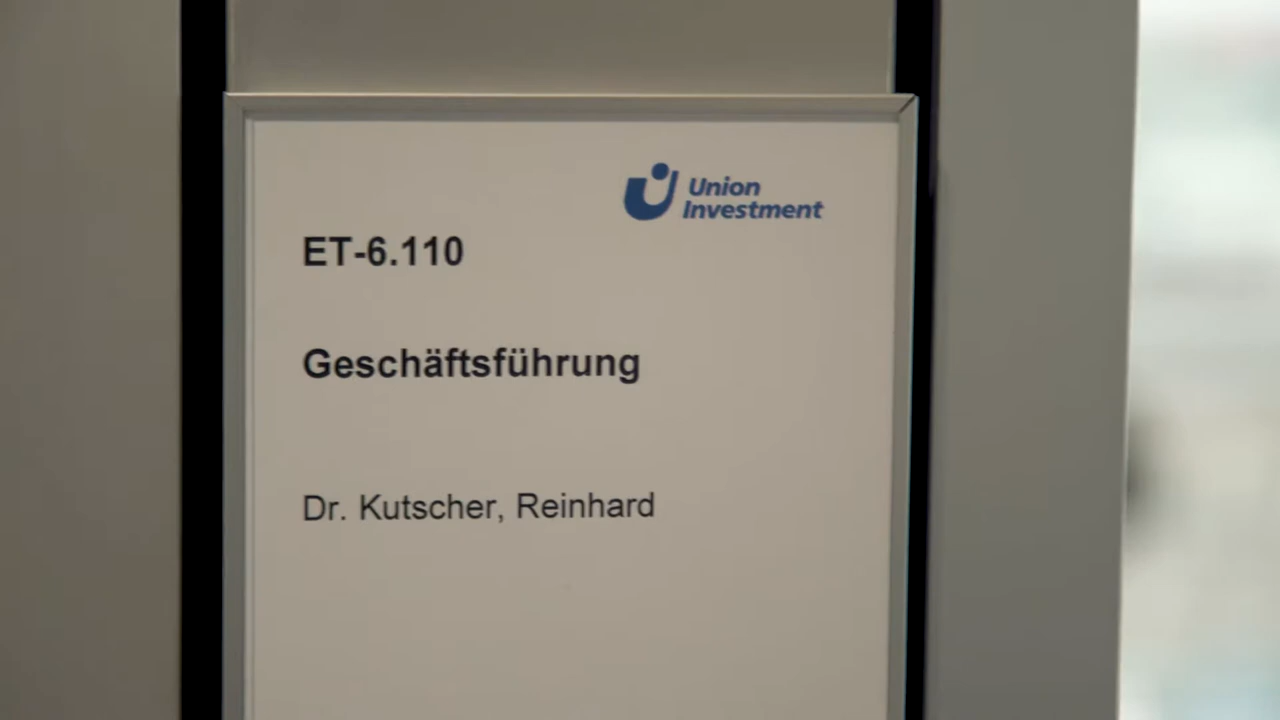 Union
Investment
ET-6.110
Geschäftsführung
Dr. Kutscher, Reinhard